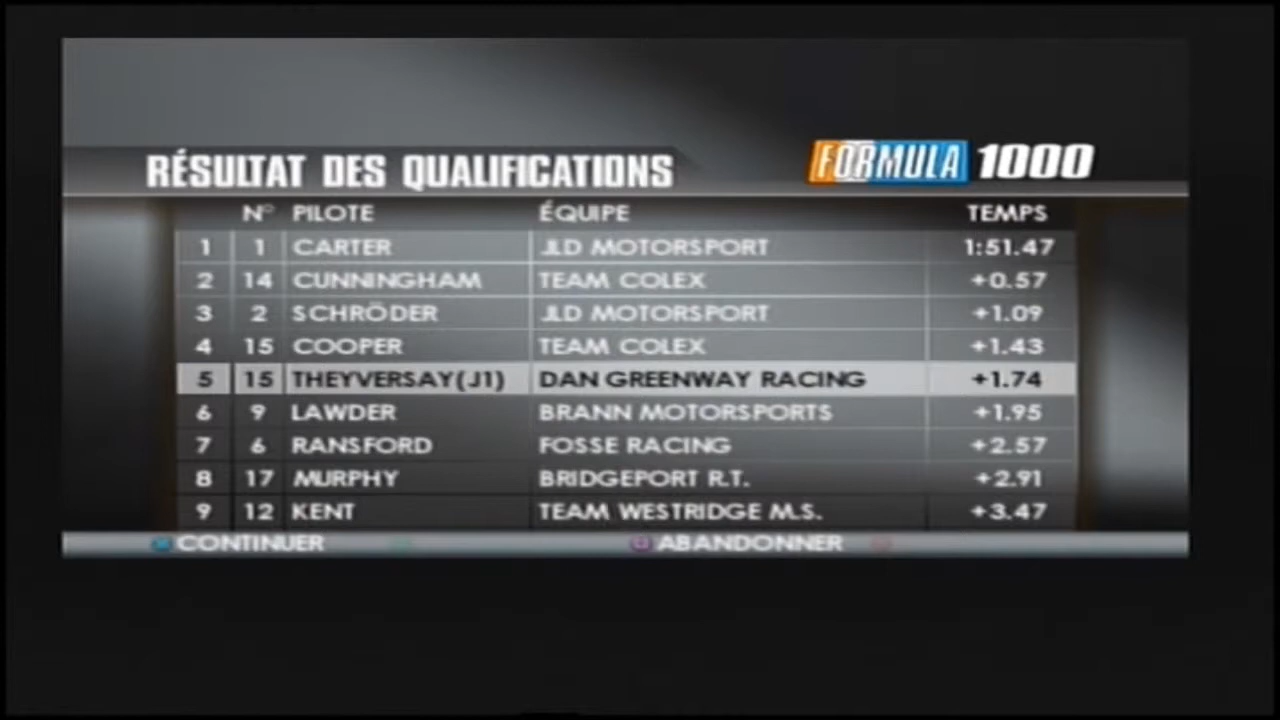 RÉSULTAT DES QUALIFICATIONS FORMULA 1000
N° PILOTE ÉQUIPE TEMPS
1 1 CARTER JLD MOTORSPORT 1:51.47
2 14 CUNNINGHAM TEAM COLEX +0.57
3 2 SCHRÖDER JLD MOTORSPORT +1.09
4 15 COOPER TEAM COLEX +1.43
5 15 THEYVERSAY(J1) DAN GREENWAY RACING +1.74
6 9 LAWDER BRANN MOTORSPORTS +1.95
7 6 RANSFORD FOSSE RACING +2.57
8 17 MURPHY BRIDGEPORT R.T. +2.91
9 12 KENT TEAM WESTRIDGE M.S. +3.47
CONTINUER ABANDONNER